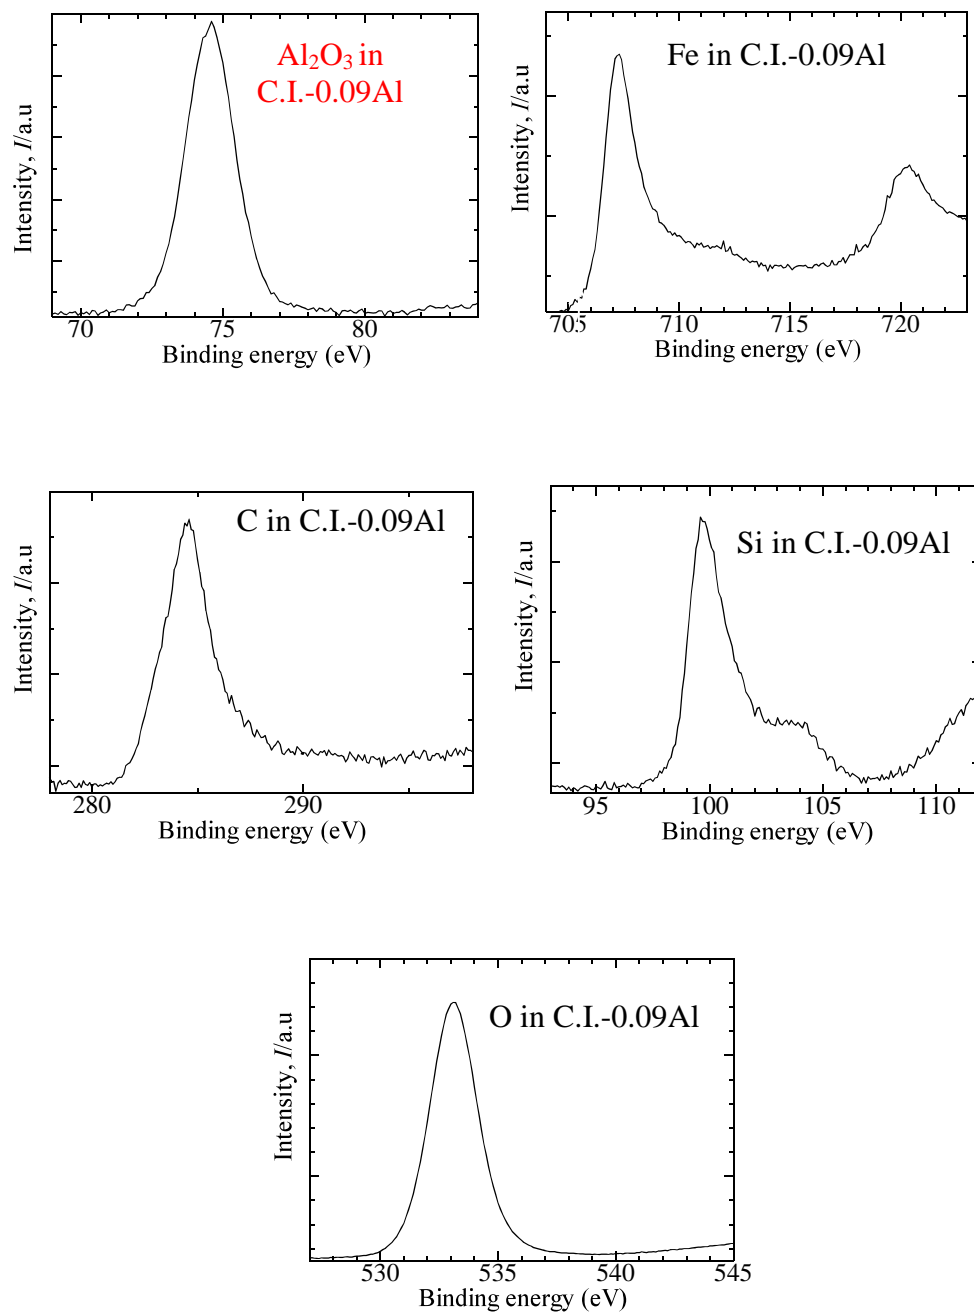 Al₂O₃ in
C.I.-0.09Al
Intensity, I/a.u
70 75 80
Binding energy (eV)
Fe in C.I.-0.09Al
Intensity, I/a.u
705 710 715 720
Binding energy (eV)
C in C.I.-0.09Al
Intensity, I/a.u
280 290
Binding energy (eV)
Si in C.I.-0.09Al
Intensity, I/a.u
95 100 105 110
Binding energy (eV)
O in C.I.-0.09Al
Intensity, I/a.u
530 535 540 545
Binding energy (eV)